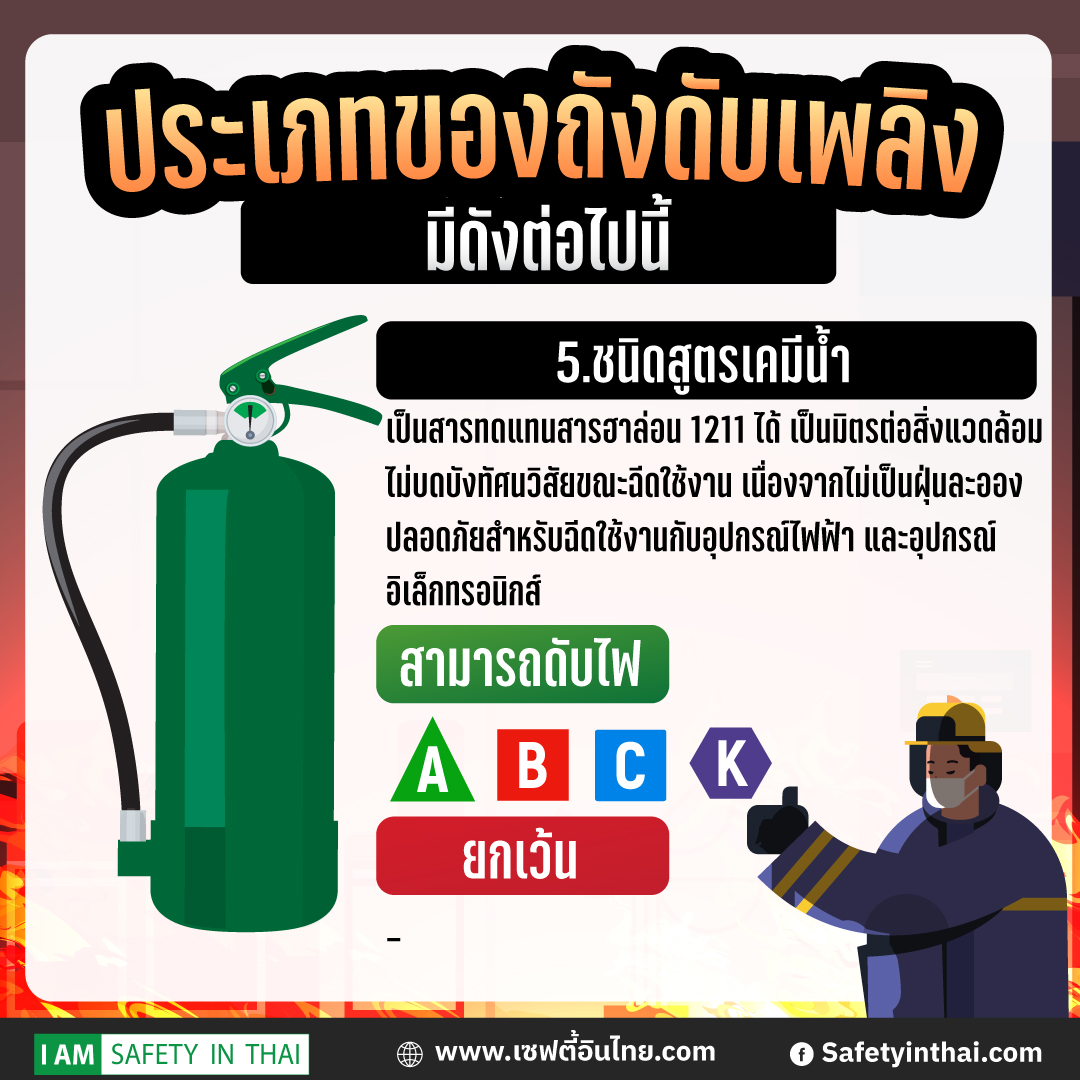 ประเภทของถังดับเพลิง
มีดังต่อไปนี้
5.ชนิดสูตรเคมีน้ำ
เป็นสารทดแทนสารฮาล่อน 1211 ได้ เป็นมิตรต่อสิ่งแวดล้อม
ไม่บดบังทัศนวิสัยขณะฉีดใช้งาน เนื่องจากไม่เป็นฝุ่นละออง
ปลอดภัยสำหรับฉีดใช้งานกับอุปกรณ์ไฟฟ้า และอุปกรณ์
อิเล็กทรอนิกส์
สามารถดับไฟ
A B C K
ยกเว้น
-
I AM SAFETY IN THAI
www.เซฟตี้อินไทย.com
Safetyinthai.com